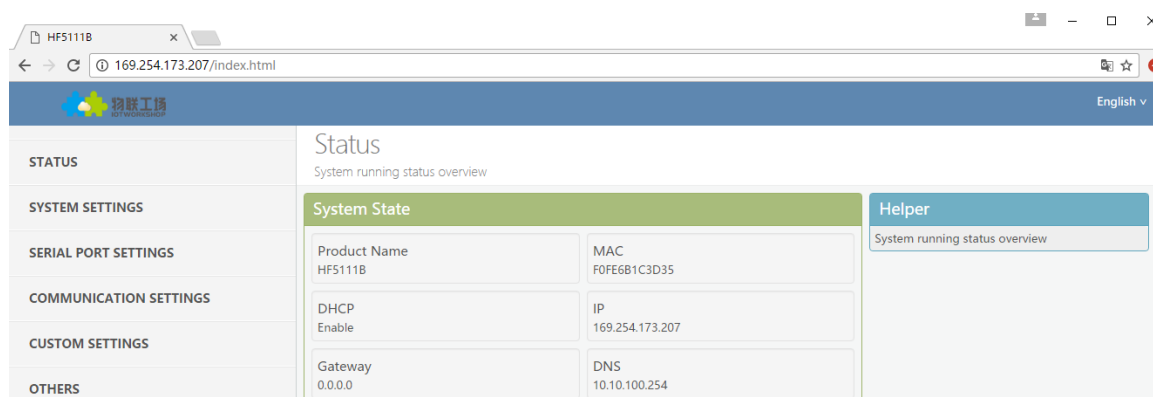 HF5111B
169.254.173.207/index.html
物联工场
IOTWORKSHOP
English
STATUS
SYSTEM SETTINGS
SERIAL PORT SETTINGS
COMMUNICATION SETTINGS
CUSTOM SETTINGS
OTHERS
Status
System running status overview
System State
Product Name
HF5111B
MAC
F0FE6B1C3D35
DHCP
Enable
IP
169.254.173.207
Gateway
0.0.0.0
DNS
10.10.100.254
Helper
System running status overview